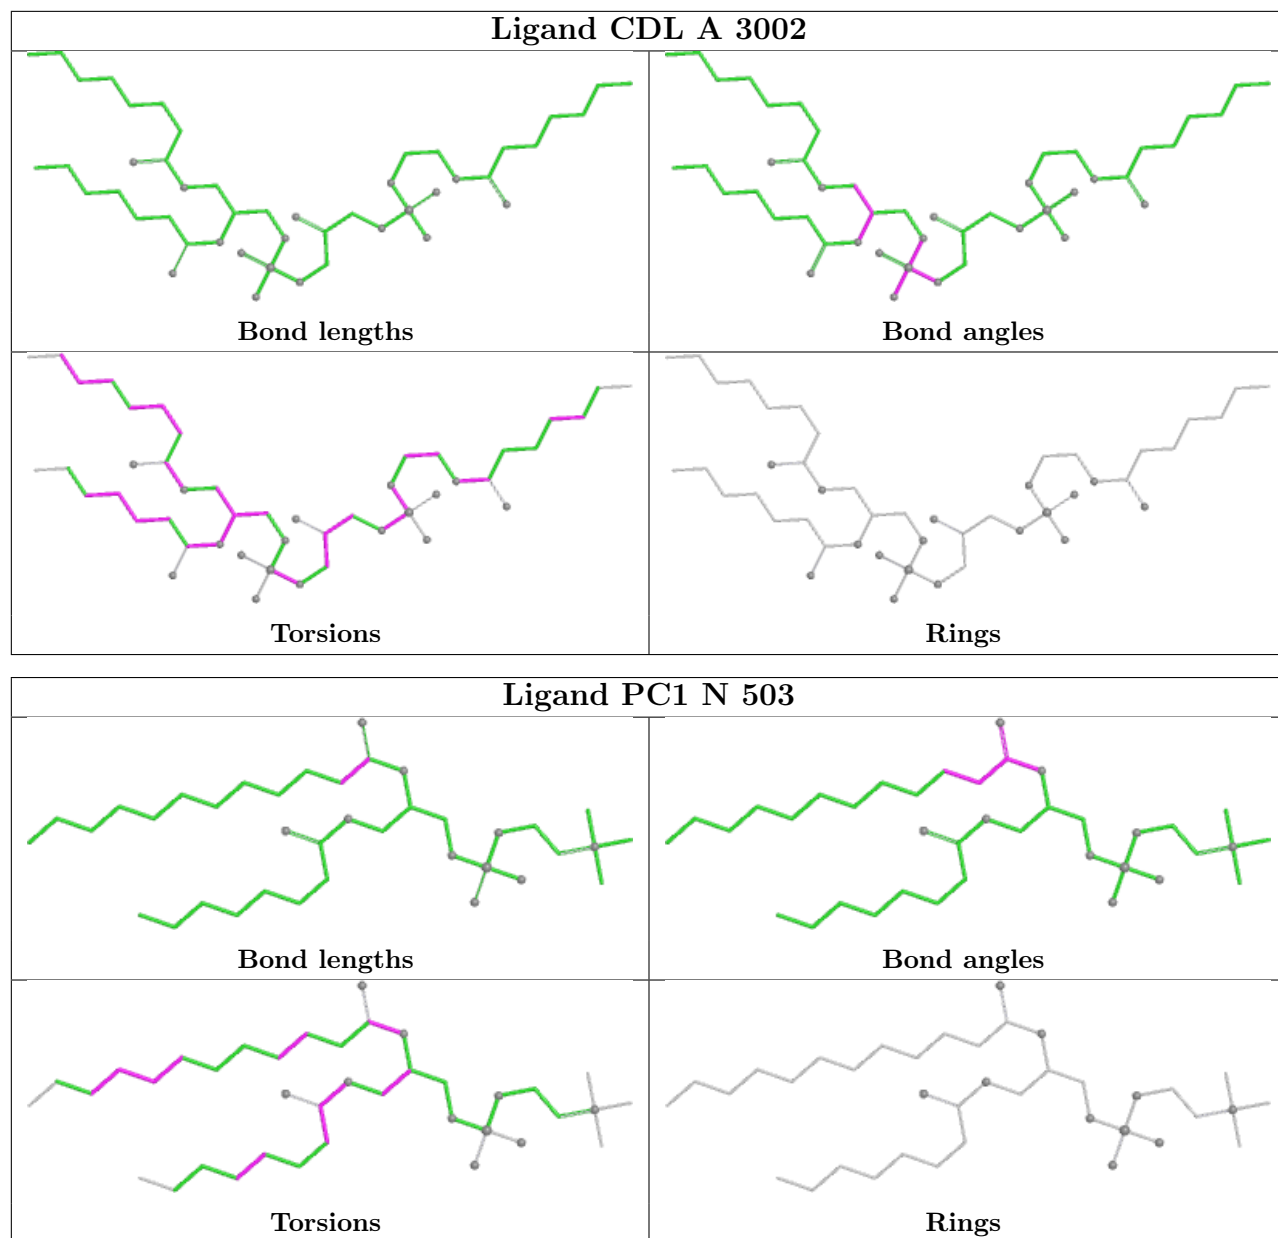 Ligand CDL A 3002
Bond lengths
Bond angles
Torsions
Rings
Ligand PC1 N 503
Bond lengths
Bond angles
Torsions
Rings